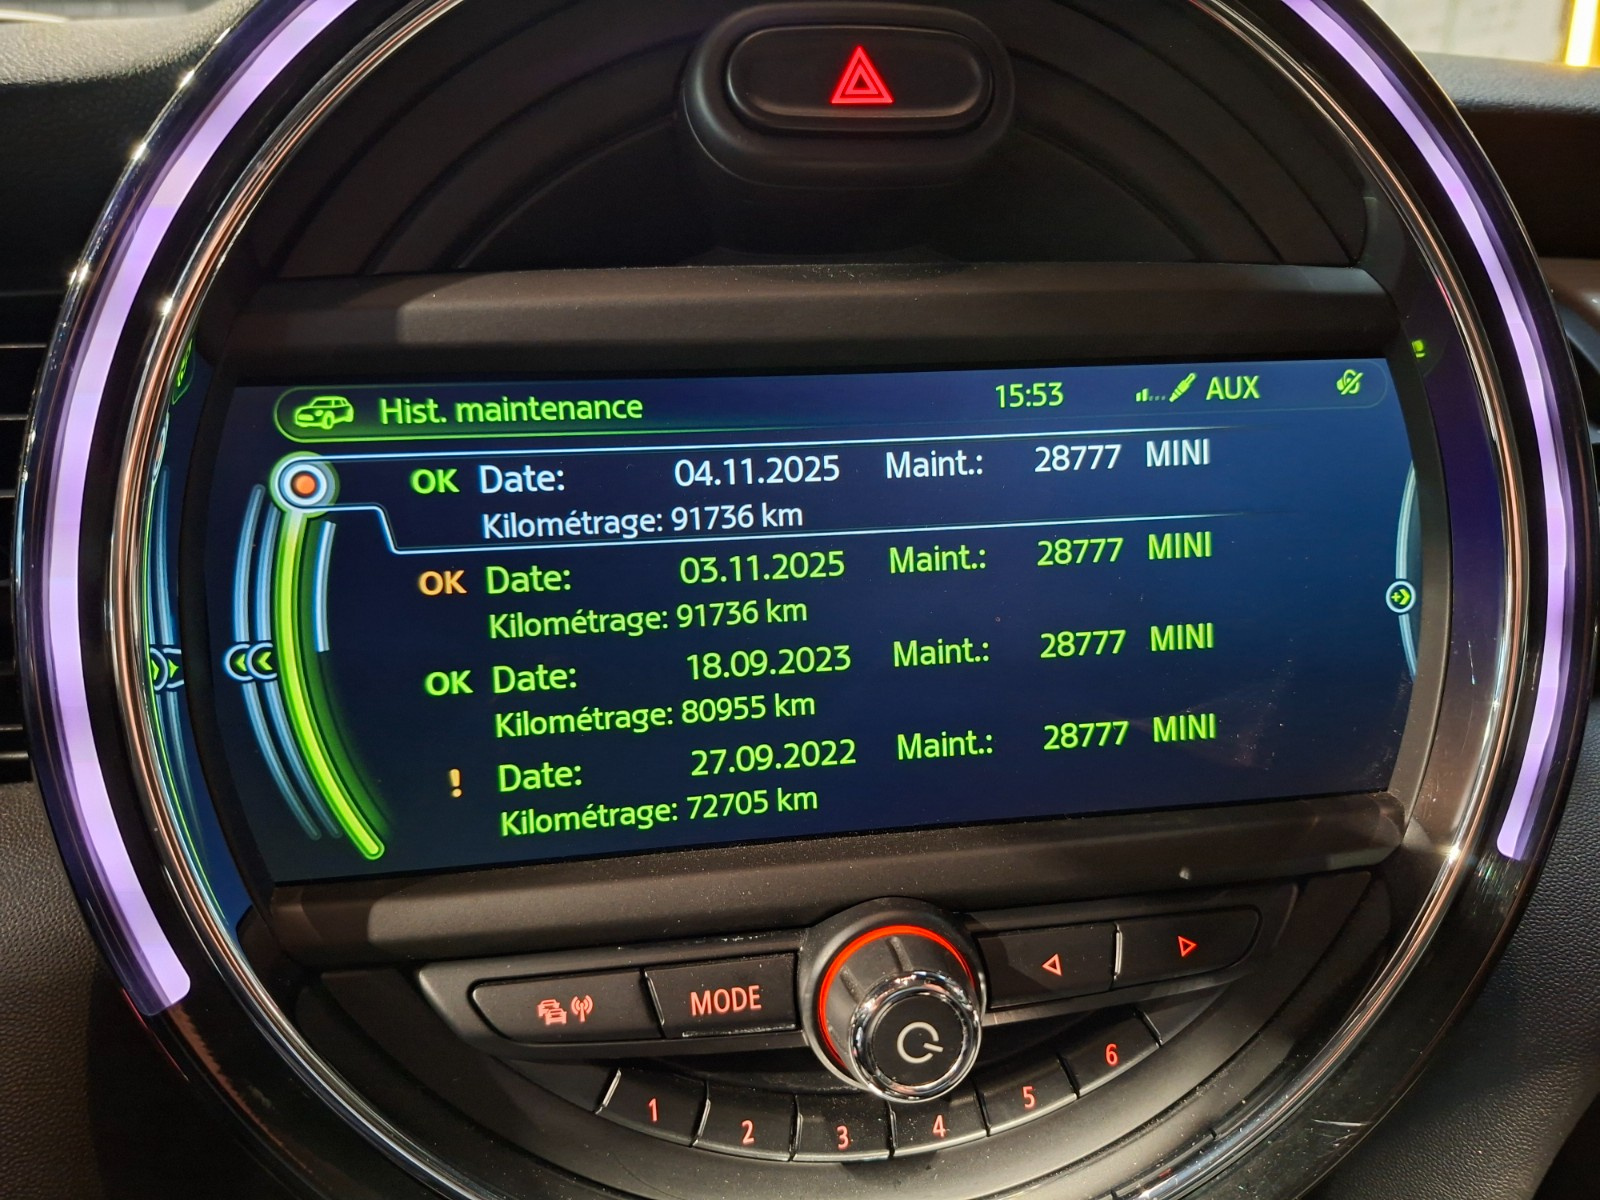 Hist. maintenance 15:53 AUX
OK Date: 04.11.2025 Maint.: 28777 MINI
Kilométrage: 91736 km
OK Date: 03.11.2025 Maint.: 28777 MINI
Kilométrage: 91736 km
OK Date: 18.09.2023 Maint.: 28777 MINI
Kilométrage: 80955 km
! Date: 27.09.2022 Maint.: 28777 MINI
Kilométrage: 72705 km
MODE
1 2 3 4 5 6